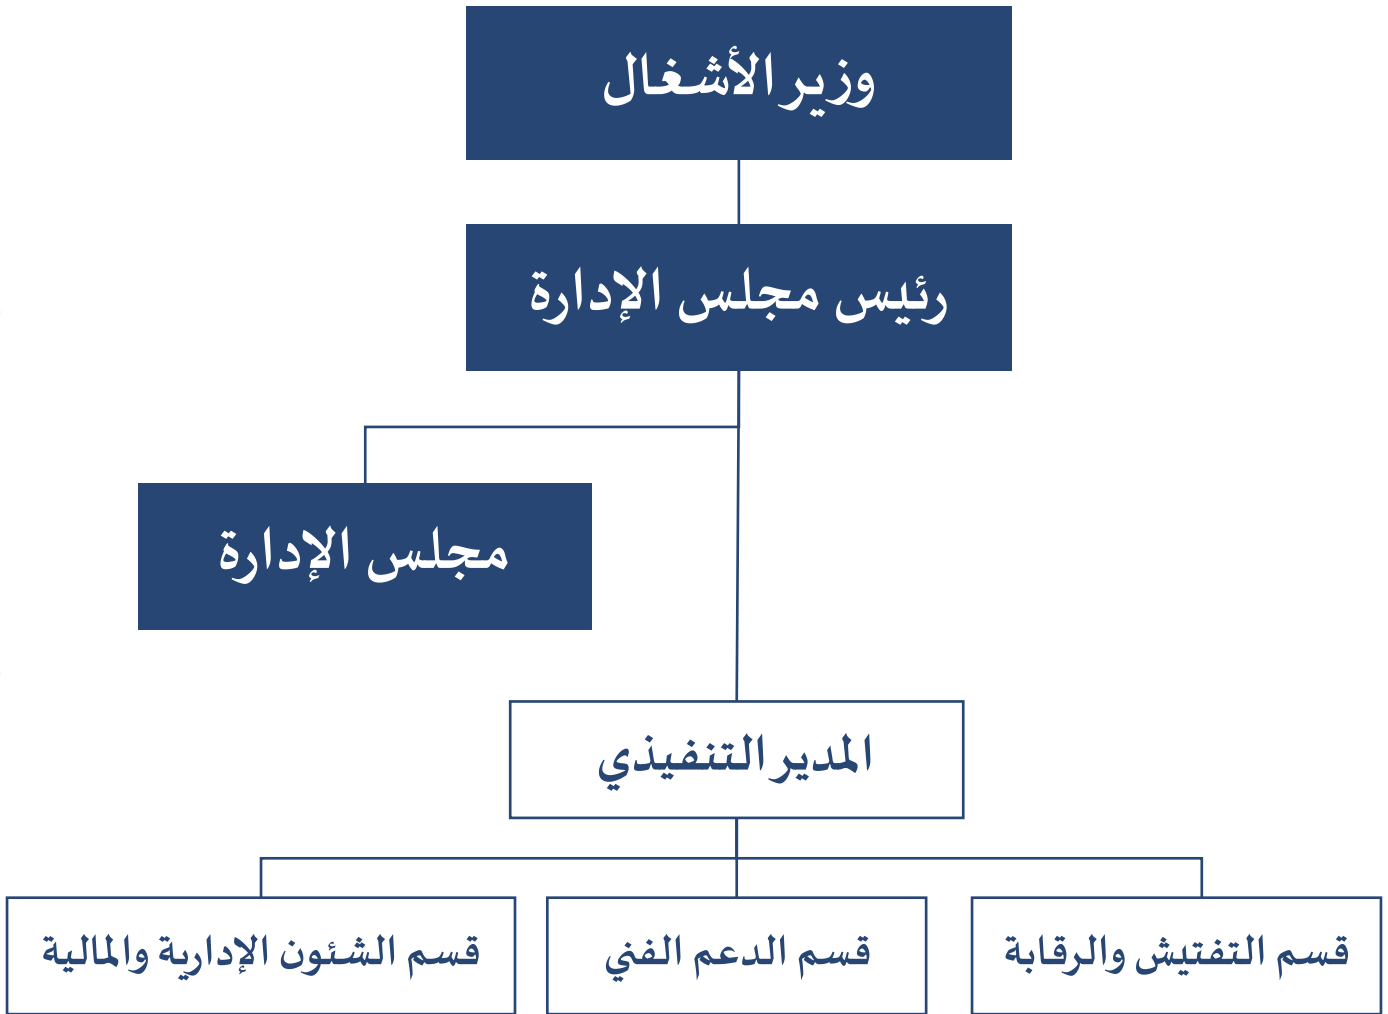 وزير الأشغال
رئيس مجلس الإدارة
مجلس الإدارة
المدير التنفيذي
قسم التفتيش والرقابة
قسم الدعم الفني
قسم الشئون الإدارية والمالية